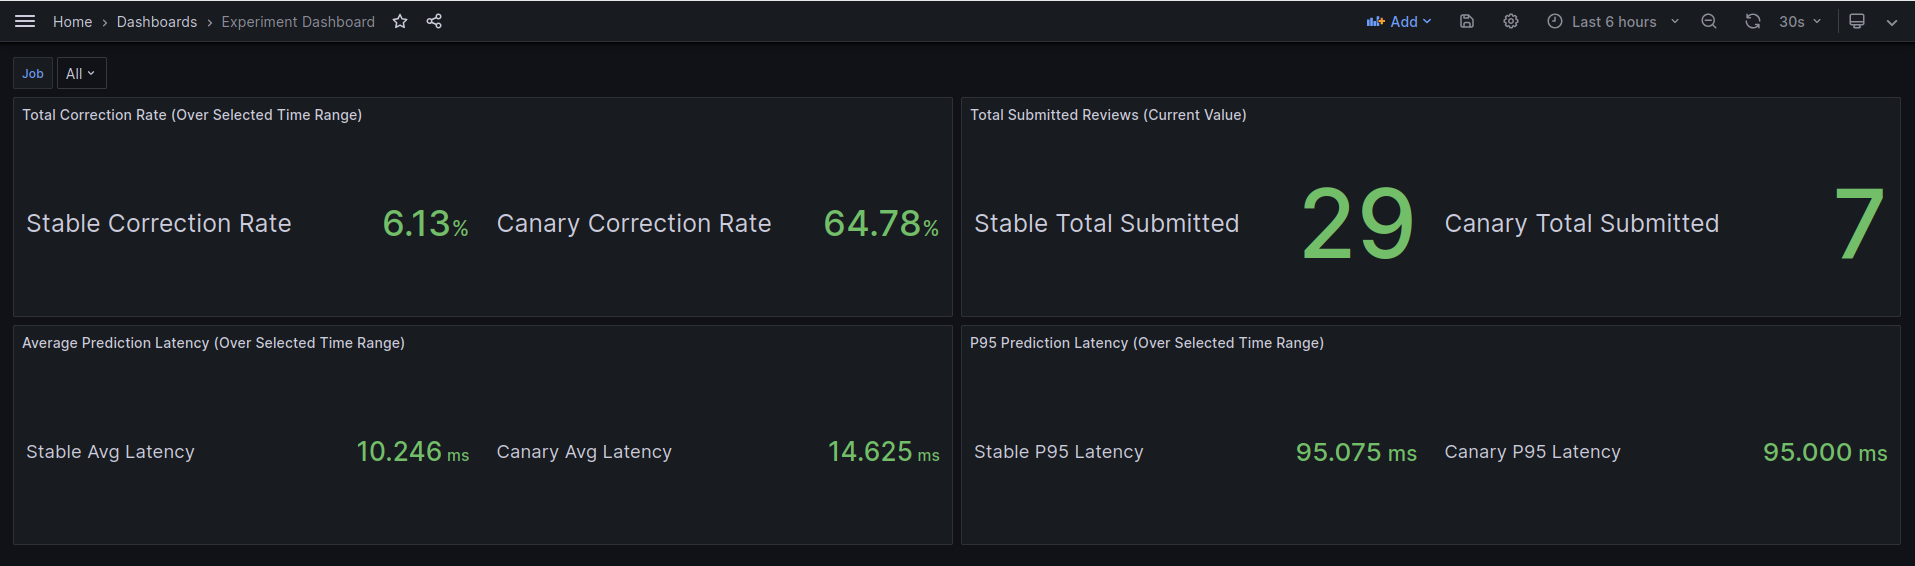 Home › Dashboards › Experiment Dashboard
Add
Last 6 hours
30s
Job
All
Total Correction Rate (Over Selected Time Range)
Stable Correction Rate 6.13%
Canary Correction Rate 64.78%
Total Submitted Reviews (Current Value)
Stable Total Submitted 29
Canary Total Submitted 7
Average Prediction Latency (Over Selected Time Range)
Stable Avg Latency 10.246 ms
Canary Avg Latency 14.625 ms
P95 Prediction Latency (Over Selected Time Range)
Stable P95 Latency 95.075 ms
Canary P95 Latency 95.000 ms